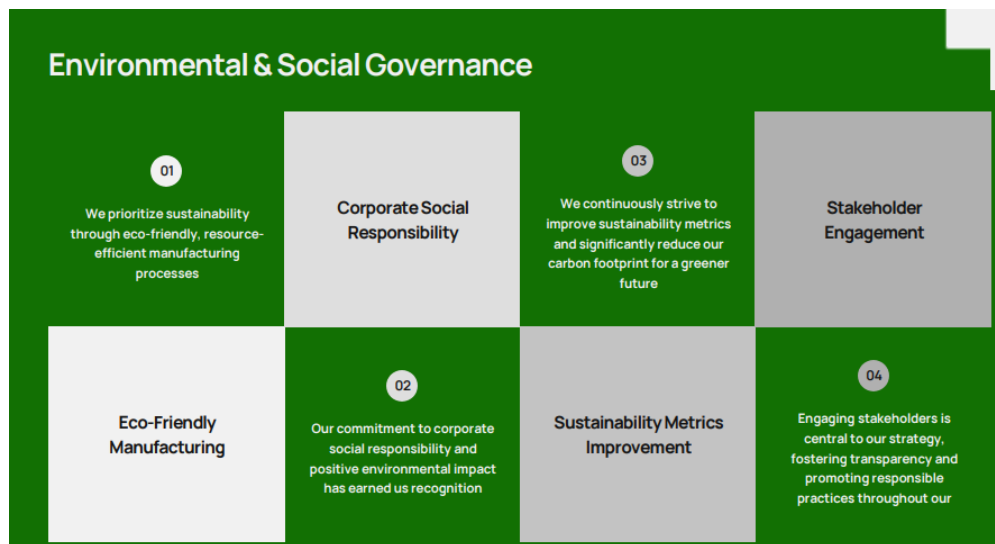 Environmental & Social Governance
01
We prioritize sustainability
through eco-friendly, resource-
efficient manufacturing
processes
Eco-Friendly
Manufacturing
Corporate Social
Responsibility
02
Our commitment to corporate
social responsibility and
positive environmental impact
has earned us recognition
03
We continuously strive to
improve sustainability metrics
and significantly reduce our
carbon footprint for a greener
future
Sustainability Metrics
Improvement
Stakeholder
Engagement
04
Engaging stakeholders is
central to our strategy,
fostering transparency and
promoting responsible
practices throughout our